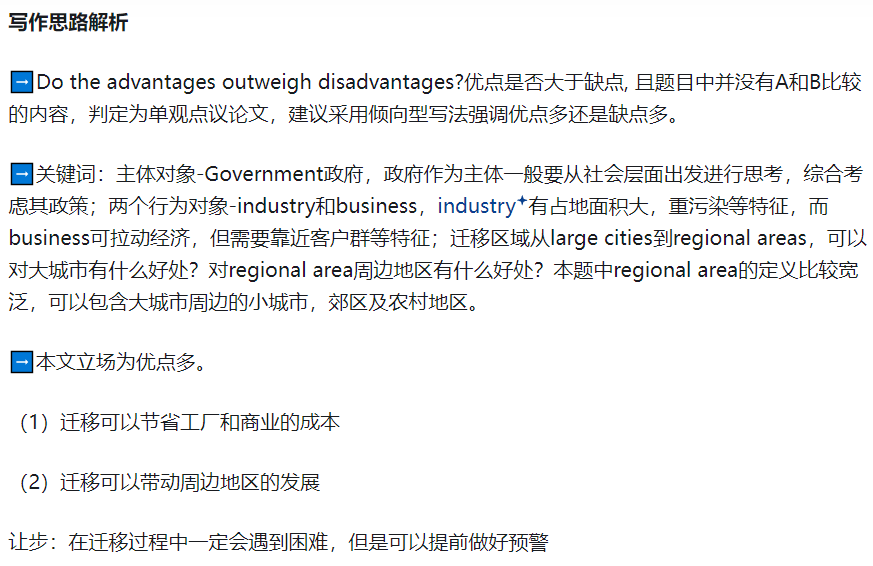 写作思路解析
➡Do the advantages outweigh disadvantages?优点是否大于缺点, 且题目中并没有A和B比较
的内容，判定为单观点议论文，建议采用倾向型写法强调优点多还是缺点多。
➡关键词：主体对象-Government政府，政府作为主体一般要从社会层面出发进行思考，综合考
虑其政策；两个行为对象-industry和business，industry有占地面积大，重污染等特征，而
business可拉动经济，但需要靠近客户群等特征；迁移区域从large cities到regional areas，可以
对大城市有什么好处？对regional area周边地区有什么好处？本题中regional area的定义比较宽
泛，可以包含大城市周边的小城市，郊区及农村地区。
➡本文立场为优点多。
（1）迁移可以节省工厂和商业的成本
（2）迁移可以带动周边地区的发展
让步：在迁移过程中一定会遇到困难，但是可以提前做好预警